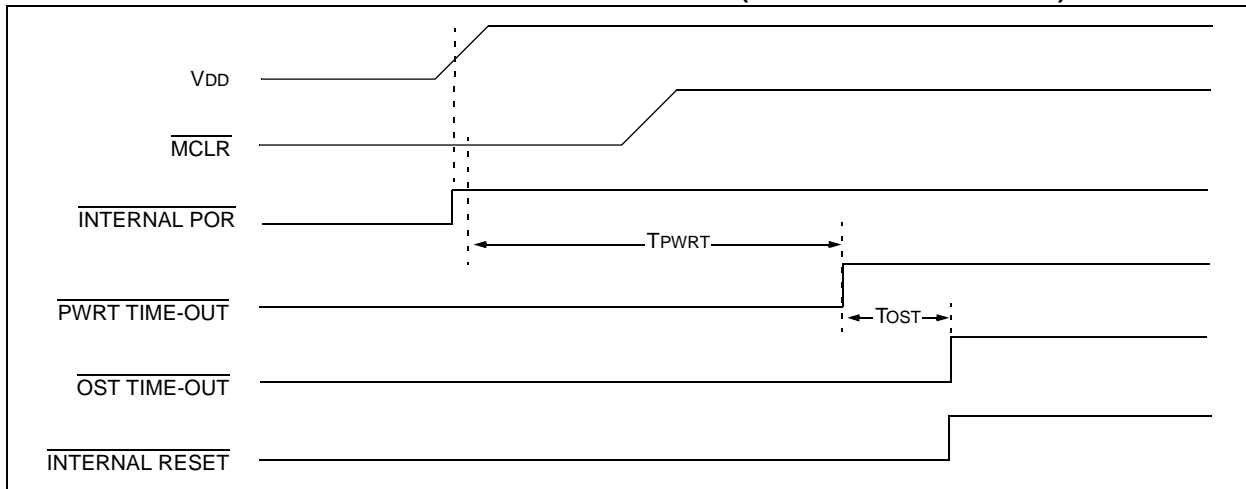 (
)
VDD
MCLR
INTERNAL POR
TPWRT
PWRT TIME-OUT
TOST
OST TIME-OUT
INTERNAL RESET